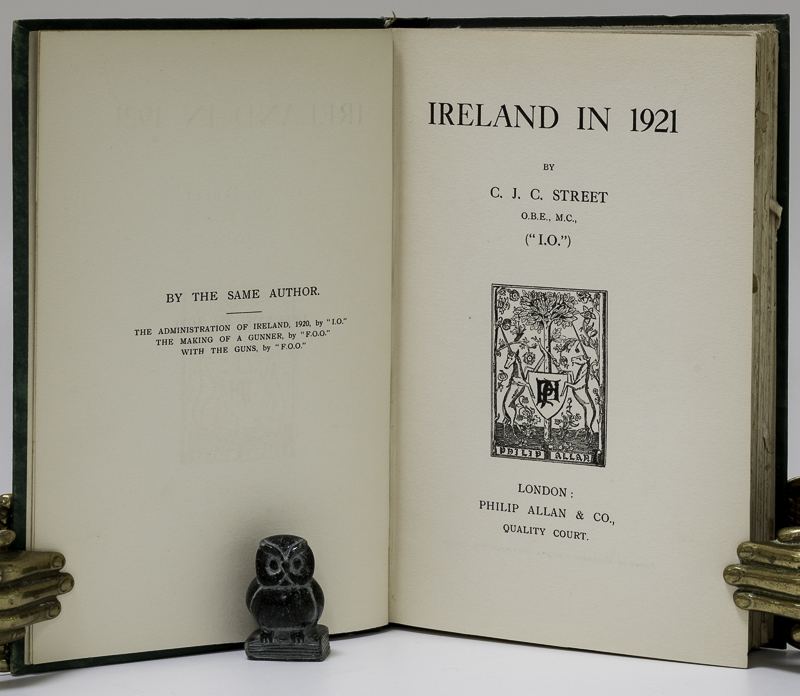 BY THE SAME AUTHOR.
THE ADMINISTRATION OF IRELAND, 1920, by "I.O."
THE MAKING OF A GUNNER, by "F.O.O."
WITH THE GUNS, by "F.O.O."
IRELAND IN 1921
BY
C. J. C. STREET
O.B.E., M.C.,
("I.O.")
PHILIP ALLAN
LONDON:
PHILIP ALLAN & CO.,
QUALITY COURT.